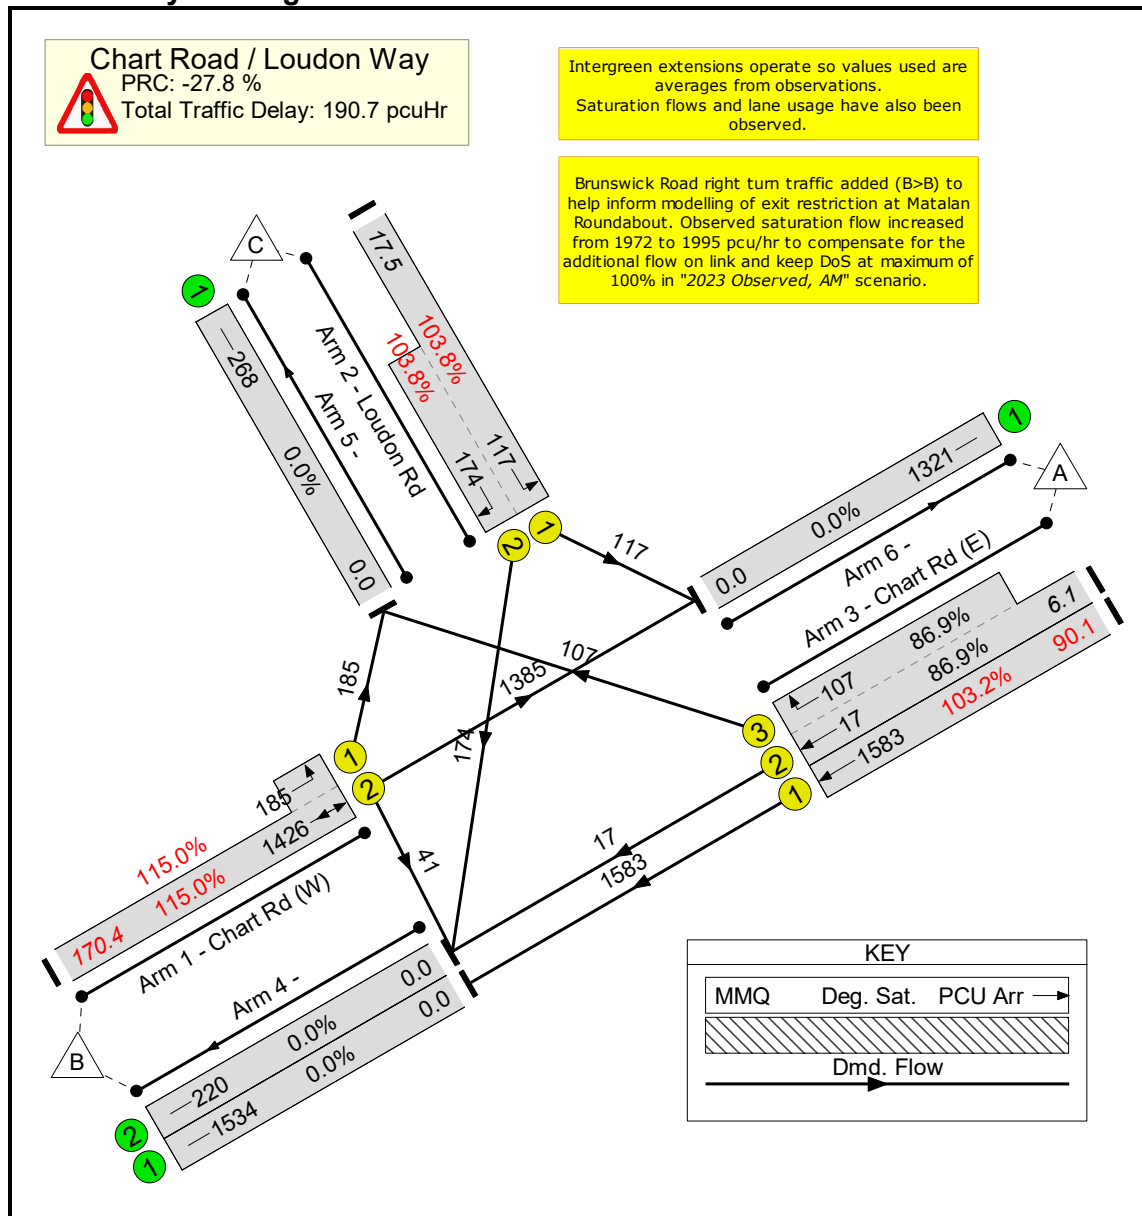 Chart Road / Loudon Way
PRC: -27.8 %
Total Traffic Delay: 190.7 pcuHr
Intergreen extensions operate so values used are
averages from observations.
Saturation flows and lane usage have also been
observed.
Brunswick Road right turn traffic added (B>B) to
help inform modelling of exit restriction at Matalan
Roundabout. Observed saturation flow increased
from 1972 to 1995 pcu/hr to compensate for the
additional flow on link and keep DoS at maximum of
100% in "2023 Observed, AM" scenario.
C
1
268
0.0%
0.0
Arm 5 -
Arm 2 - Loudon Rd
17.5
103.8%
103.8%
117
174
2
1
117
0.0
0.0%
1321
1
A
Arm 6 -
Arm 3 - Chart Rd (E)
86.9%
107
6.1
86.9%
17
90.1
103.2%
1583
3
2
1
107
185
1385
174
41
17
1583
1
2
185
1426
115.0%
115.0%
170.4
Arm 1 - Chart Rd (W)
Arm 4 -
B
0.0
0.0%
220
0.0
0.0%
1534
2
1
KEY
MMQ Deg. Sat. PCU Arr
Dmd. Flow